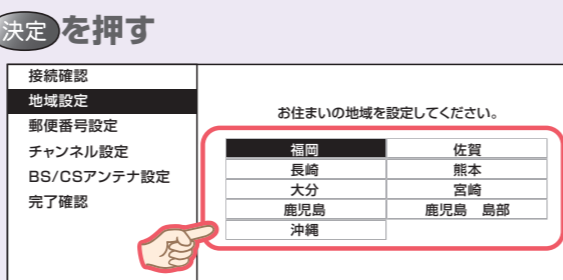 決定 を押す
接続確認
地域設定
郵便番号設定
チャンネル設定
BS/CSアンテナ設定
完了確認
お住まいの地域を設定してください。
福岡 佐賀
長崎 熊本
大分 宮崎
鹿児島 鹿児島 島部
沖縄